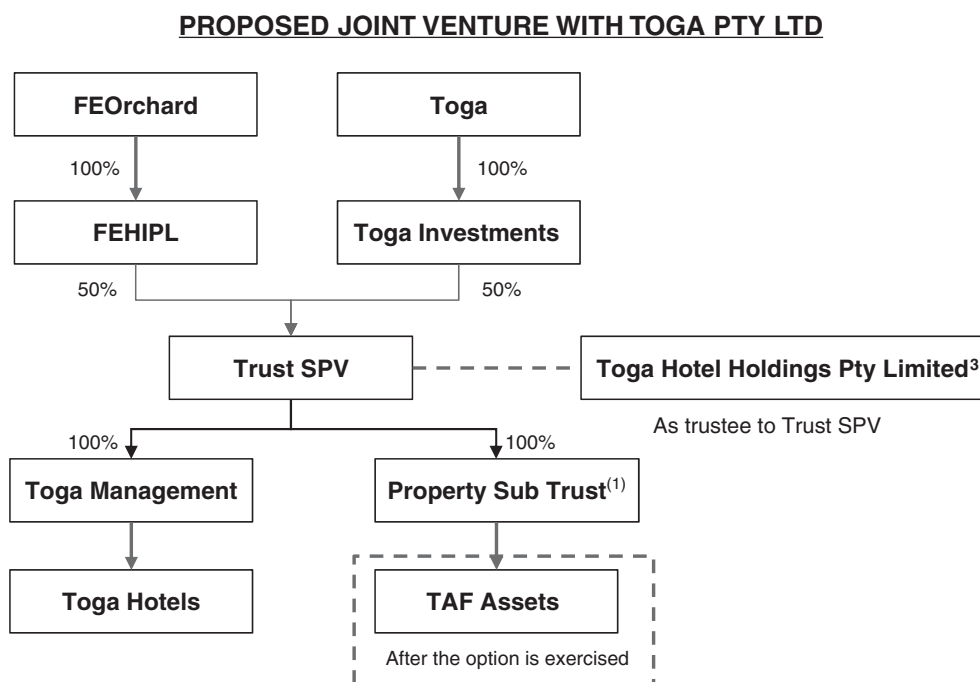 PROPOSED JOINT VENTURE WITH TOGA PTY LTD
FEOrchard
Toga
100%
100%
FEHIPL
Toga Investments
50%
50%
Trust SPV
Toga Hotel Holdings Pty Limited³
As trustee to Trust SPV
100%
100%
Toga Management
Property Sub Trust⁽¹⁾
Toga Hotels
TAF Assets
After the option is exercised